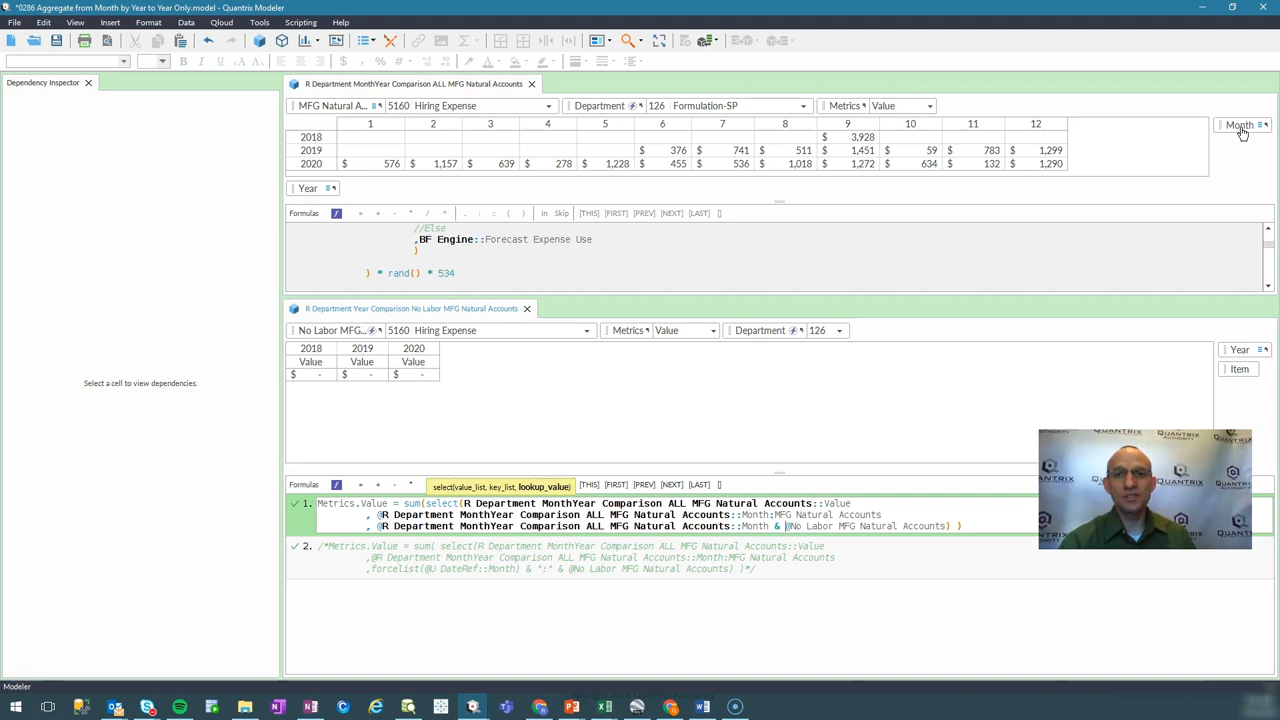 *0286 Aggregate from Month by Year to Year Only.model - Quantrix Modeler
File Edit View Insert Format Data Qloud Tools Scripting Help
Dependency Inspector
Select a cell to view dependencies.
R Department MonthYear Comparison ALL MFG Natural Accounts
MFG Natural A... 5160 Hiring Expense Department 126 Formulation-SP Metrics Value
1 2 3 4 5 6 7 8 9 10 11 12
Month
2018 $ 3,928
2019 $ 376 $ 741 $ 511 $ 1,451 $ 59 $ 783 $ 1,299
2020 $ 576 $ 1,157 $ 639 $ 278 $ 1,228 $ 455 $ 536 $ 1,018 $ 1,272 $ 634 $ 132 $ 1,290
Year
Formulas f = + - * / ^ .. : :: ( ) In Skip [THIS] [FIRST] [PREV] [NEXT] [LAST] []
//Else
,BF Engine::Forecast Expense Use
)
) * rand() * 534
R Department Year Comparison No Labor MFG Natural Accounts
No Labor MFG... 5160 Hiring Expense Metrics Value Department 126
2018 2019 2020
Year
Value Value Value
Item
$ - $ - $ -
QUANTRIX AUTHORITY
Formulas f = + - * select(value_list, key_list, lookup_value) [THIS] [FIRST] [PREV] [NEXT] [LAST] []
1. Metrics.Value = sum(select(R Department MonthYear Comparison ALL MFG Natural Accounts::Value
, @R Department MonthYear Comparison ALL MFG Natural Accounts::Month:MFG Natural Accounts
, @R Department MonthYear Comparison ALL MFG Natural Accounts::Month & @No Labor MFG Natural Accounts) )
2. /*Metrics.Value = sum( select(R Department MonthYear Comparison ALL MFG Natural Accounts::Value
,@R Department MonthYear Comparison ALL MFG Natural Accounts::Month:MFG Natural Accounts
,forcelist(@U DateRef::Month) & ":" & @No Labor MFG Natural Accounts) )*/
Modeler